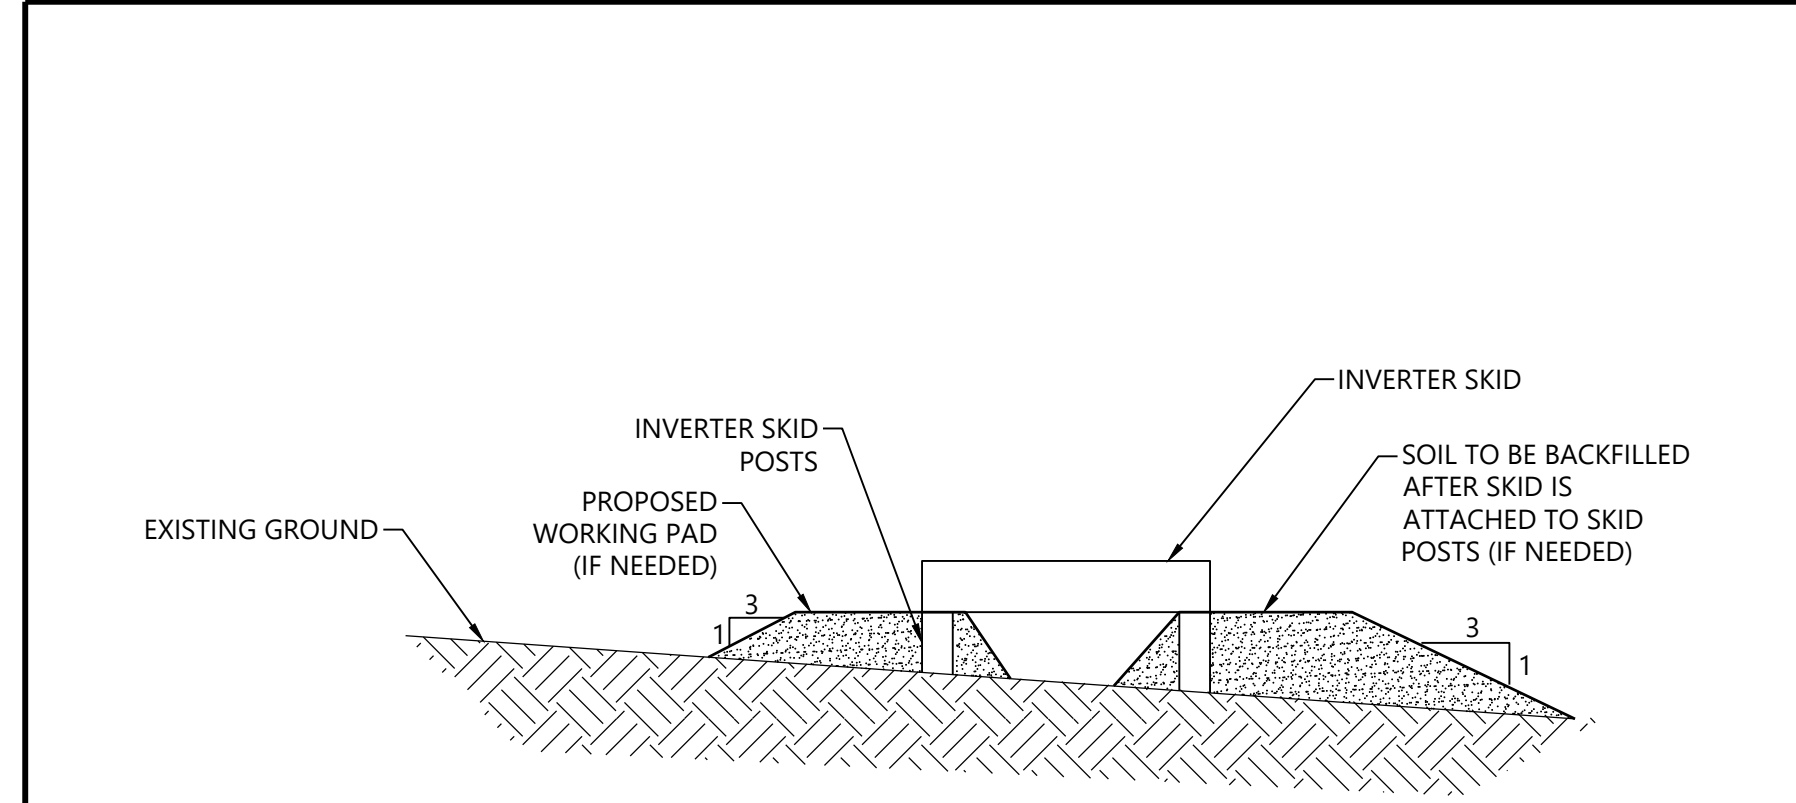 INVERTER SKID
INVERTER SKID
POSTS
SOIL TO BE BACKFILLED
AFTER SKID IS
ATTACHED TO SKID
POSTS (IF NEEDED)
PROPOSED
WORKING PAD
(IF NEEDED)
EXISTING GROUND
3
1
3
1